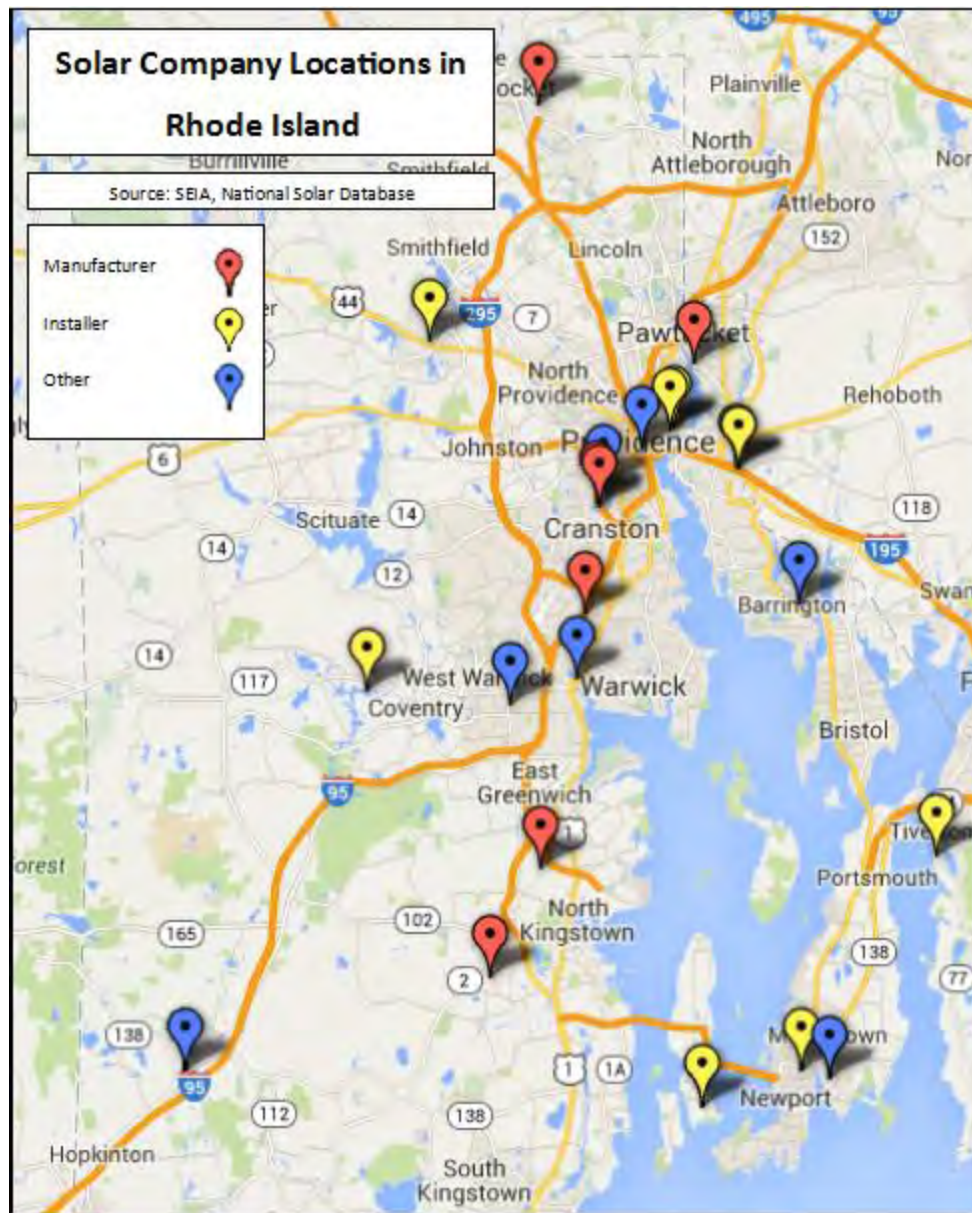 Solar Company Locations in
Rhode Island
Source: SEIA, National Solar Database
Manufacturer
Installer
Other
495
95
Plainville
North
Attleborough
Attleboro
152
Burrillville
Smithfield
Smithfield
Lincoln
44
295
7
Pawtucket
North
Providence
Rehoboth
Johnston
Providence
6
Scituate
14
Cranston
118
14
195
12
Barrington
14
117
West Warwick
Warwick
Coventry
Bristol
95
East
Greenwich
1
Portsmouth
102
North
Kingstown
165
138
2
77
138
95
1
1A
Newport
112
138
Hopkinton
South
Kingstown